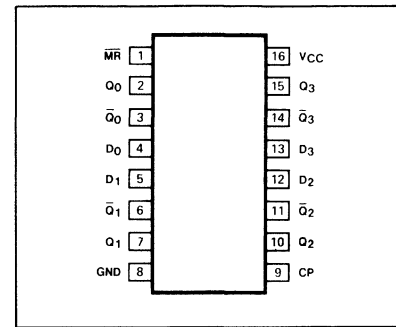 M̅R̅ 1 16 VCC
Q0 2 15 Q3
Q̅0 3 14 Q̅3
D0 4 13 D3
D1 5 12 D2
Q̅1 6 11 Q̅2
Q1 7 10 Q2
GND 8 9 CP